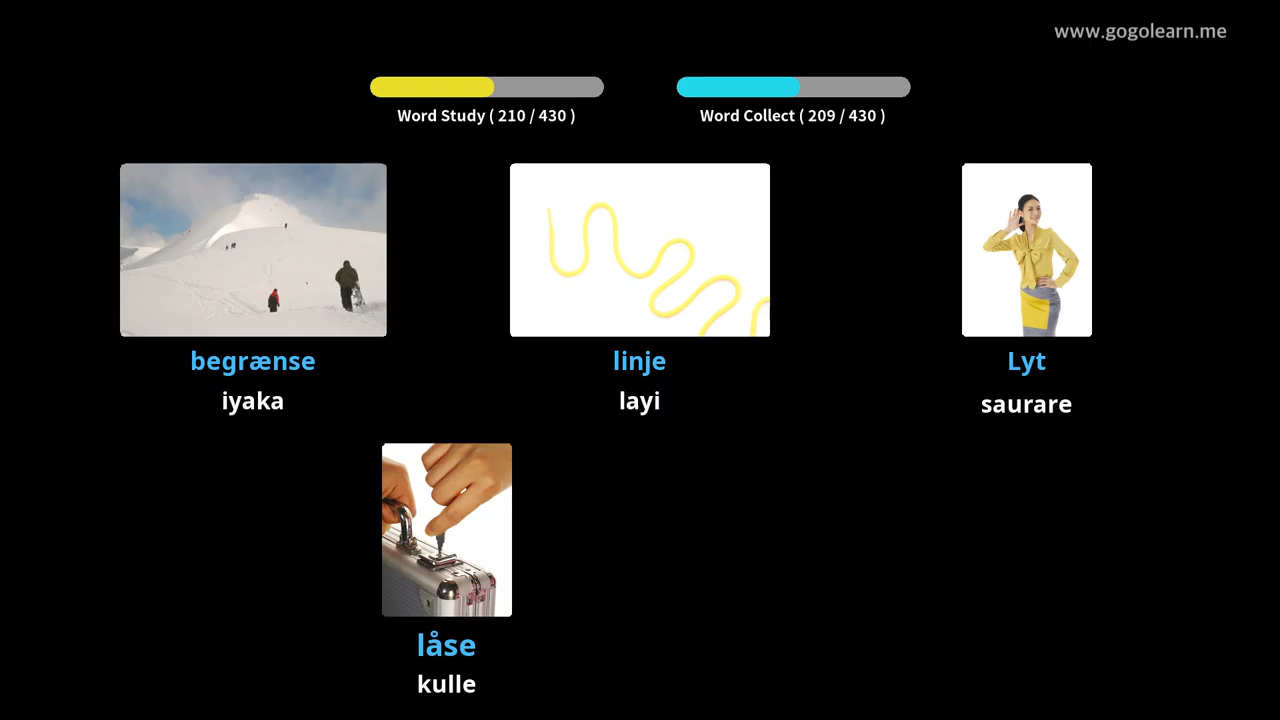 www.gogolearn.me
Word Study ( 210 / 430 )
Word Collect ( 209 / 430 )
begrænse
iyaka
linje
layi
Lyt
saurare
låse
kulle